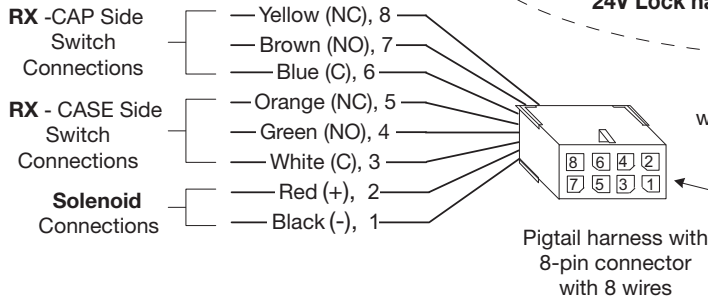 24V Lock ha
RX -CAP Side
Switch
Connections
Yellow (NC), 8
Brown (NO), 7
Blue (C), 6
RX - CASE Side
Switch
Connections
Orange (NC), 5
Green (NO), 4
White (C), 3
Solenoid
Connections
Red (+), 2
Black (-), 1
w
8 6 4 2
7 5 3 1
Pigtail harness with
8-pin connector
with 8 wires